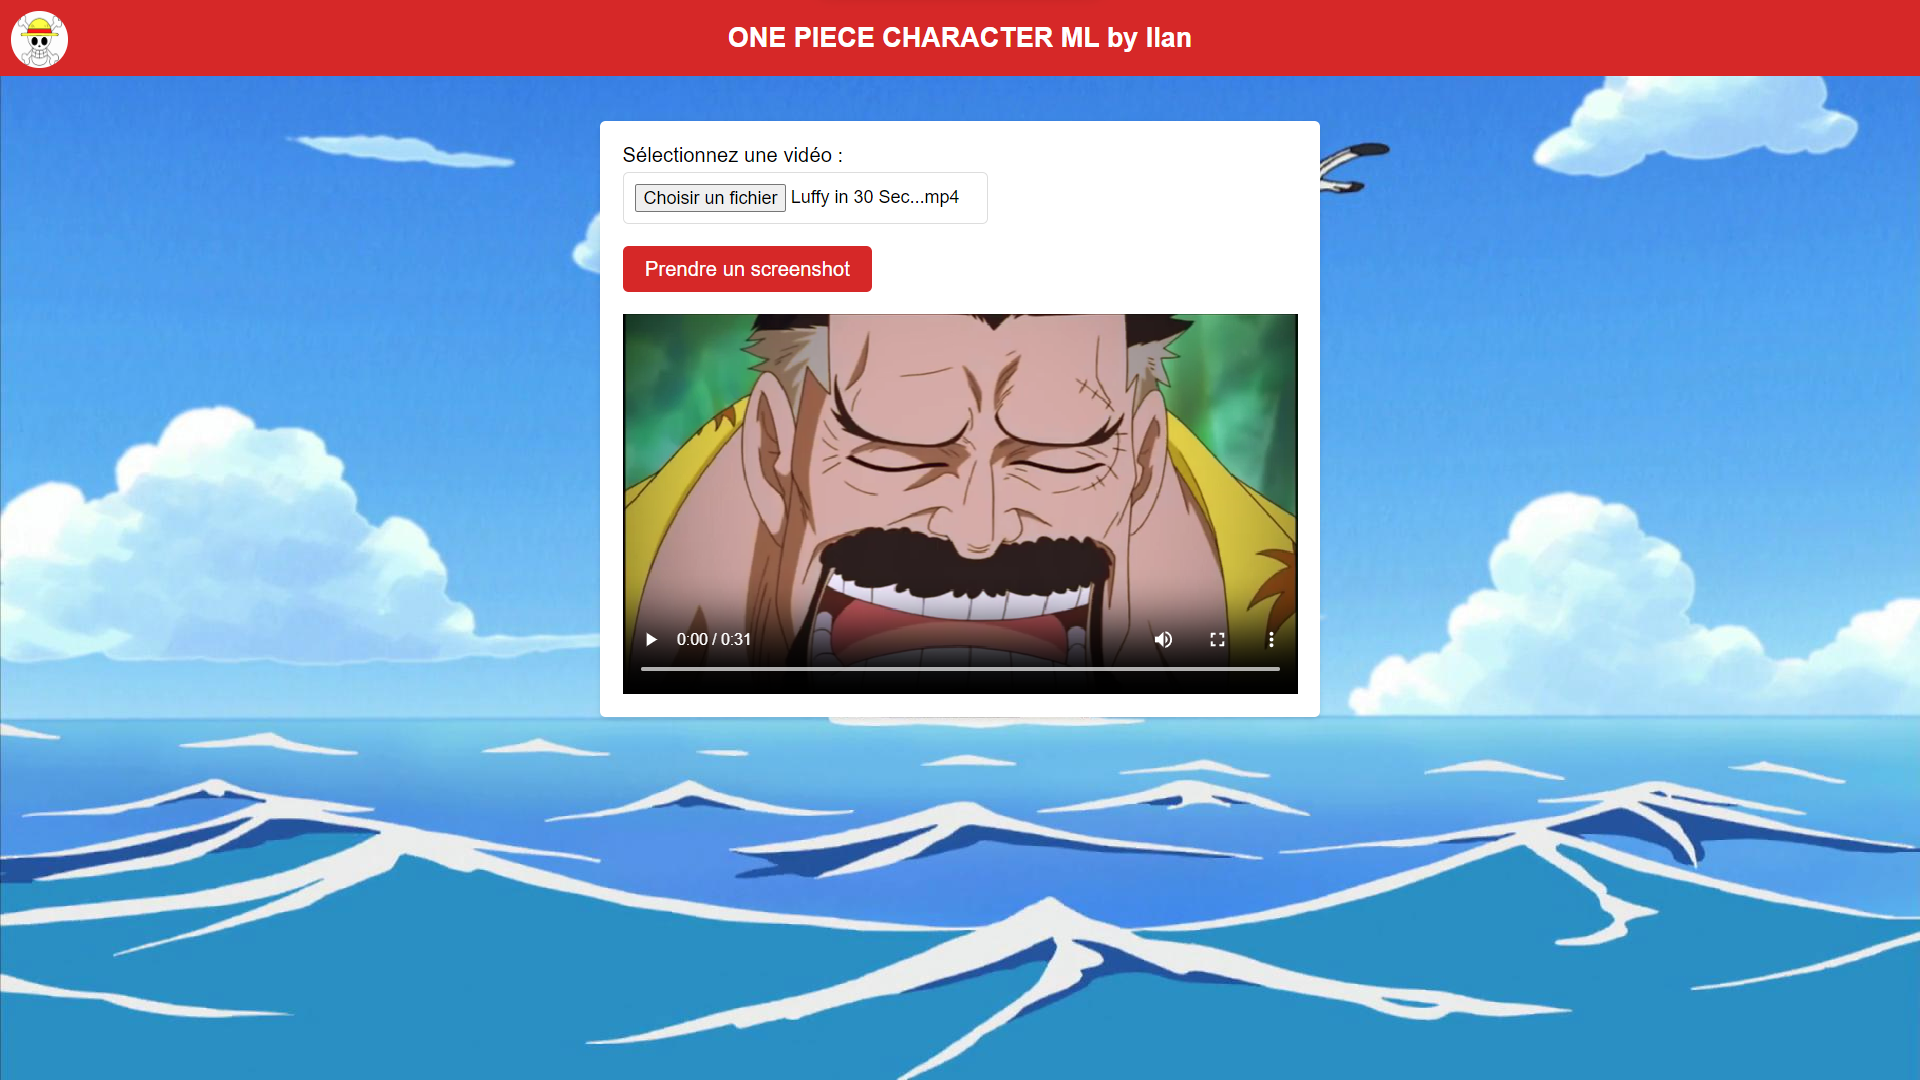 ONE PIECE CHARACTER ML by Ilan
Sélectionnez une vidéo :
Choisir un fichier Luffy in 30 Sec...mp4
Prendre un screenshot
0:00 / 0:31